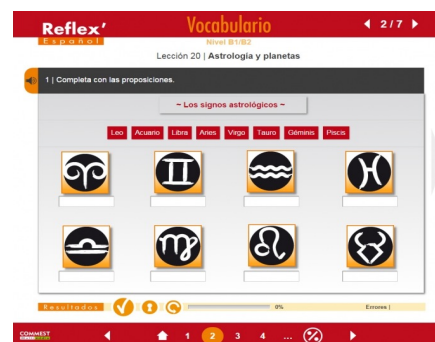 Reflex'
Español
Vocabulario
Nivel B1/B2
2 / 7
Lección 20 | Astrología y planetas
1 | Completa con las proposiciones.
~ Los signos astrológicos ~
Leo Acuario Libra Aries Virgo Tauro Géminis Piscis
Resultados 0% Errores |
COMMEST 1 2 3 4 ...